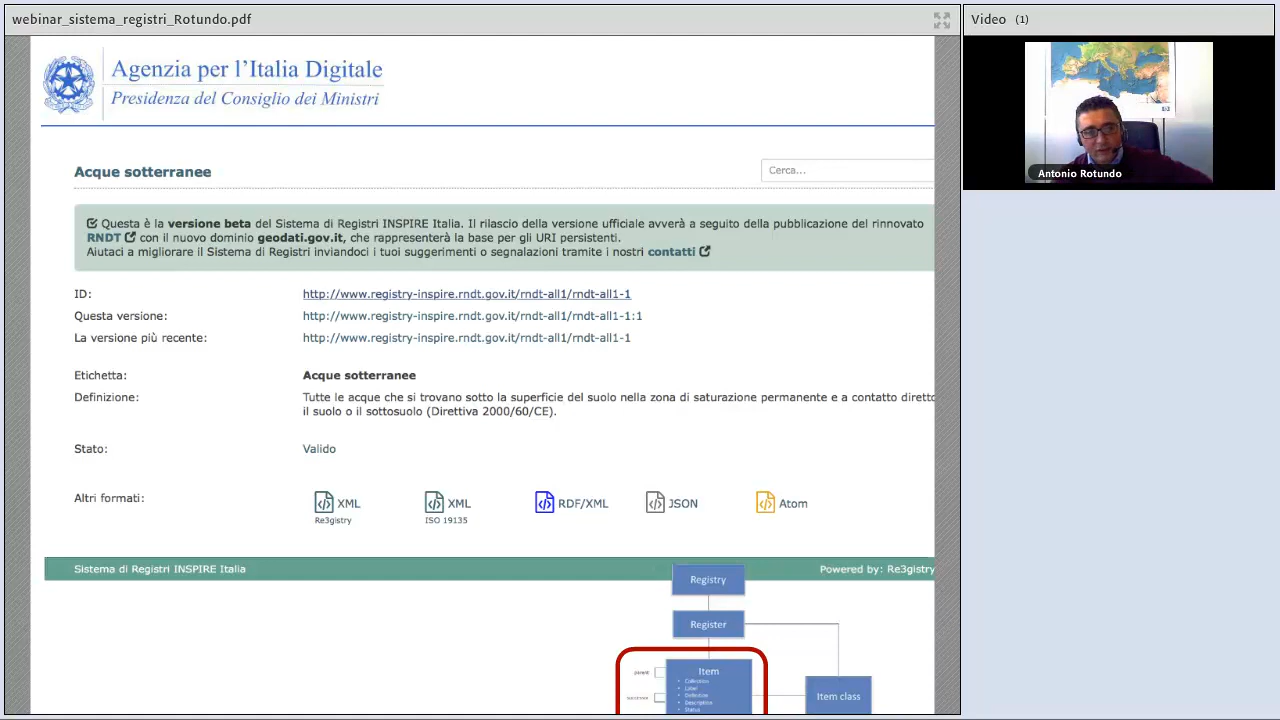 webinar_sistema_registri_Rotundo.pdf
Video (1)
Agenzia per l'Italia Digitale
Presidenza del Consiglio dei Ministri
Antonio Rotundo
Acque sotterranee
Cerca...
Questa è la versione beta del Sistema di Registri INSPIRE Italia. Il rilascio della versione ufficiale avverà a seguito della pubblicazione del rinnovato
RNDT con il nuovo dominio geodati.gov.it, che rappresenterà la base per gli URI persistenti.
Aiutaci a migliorare il Sistema di Registri inviandoci i tuoi suggerimenti o segnalazioni tramite i nostri contatti
ID: http://www.registry-inspire.rndt.gov.it/rndt-all1/rndt-all1-1
Questa versione: http://www.registry-inspire.rndt.gov.it/rndt-all1/rndt-all1-1:1
La versione più recente: http://www.registry-inspire.rndt.gov.it/rndt-all1/rndt-all1-1
Etichetta: Acque sotterranee
Definizione: Tutte le acque che si trovano sotto la superficie del suolo nella zona di saturazione permanente e a contatto diretto
il suolo o il sottosuolo (Direttiva 2000/60/CE).
Stato: Valido
Altri formati: XML XML RDF/XML JSON Atom
Re3gistry ISO 19135
Sistema di Registri INSPIRE Italia
Powered by: Re3gistry
Registry
Register
Item
parent
• Collection
• Label
• Definition
• Description
• Status
successor
Item class